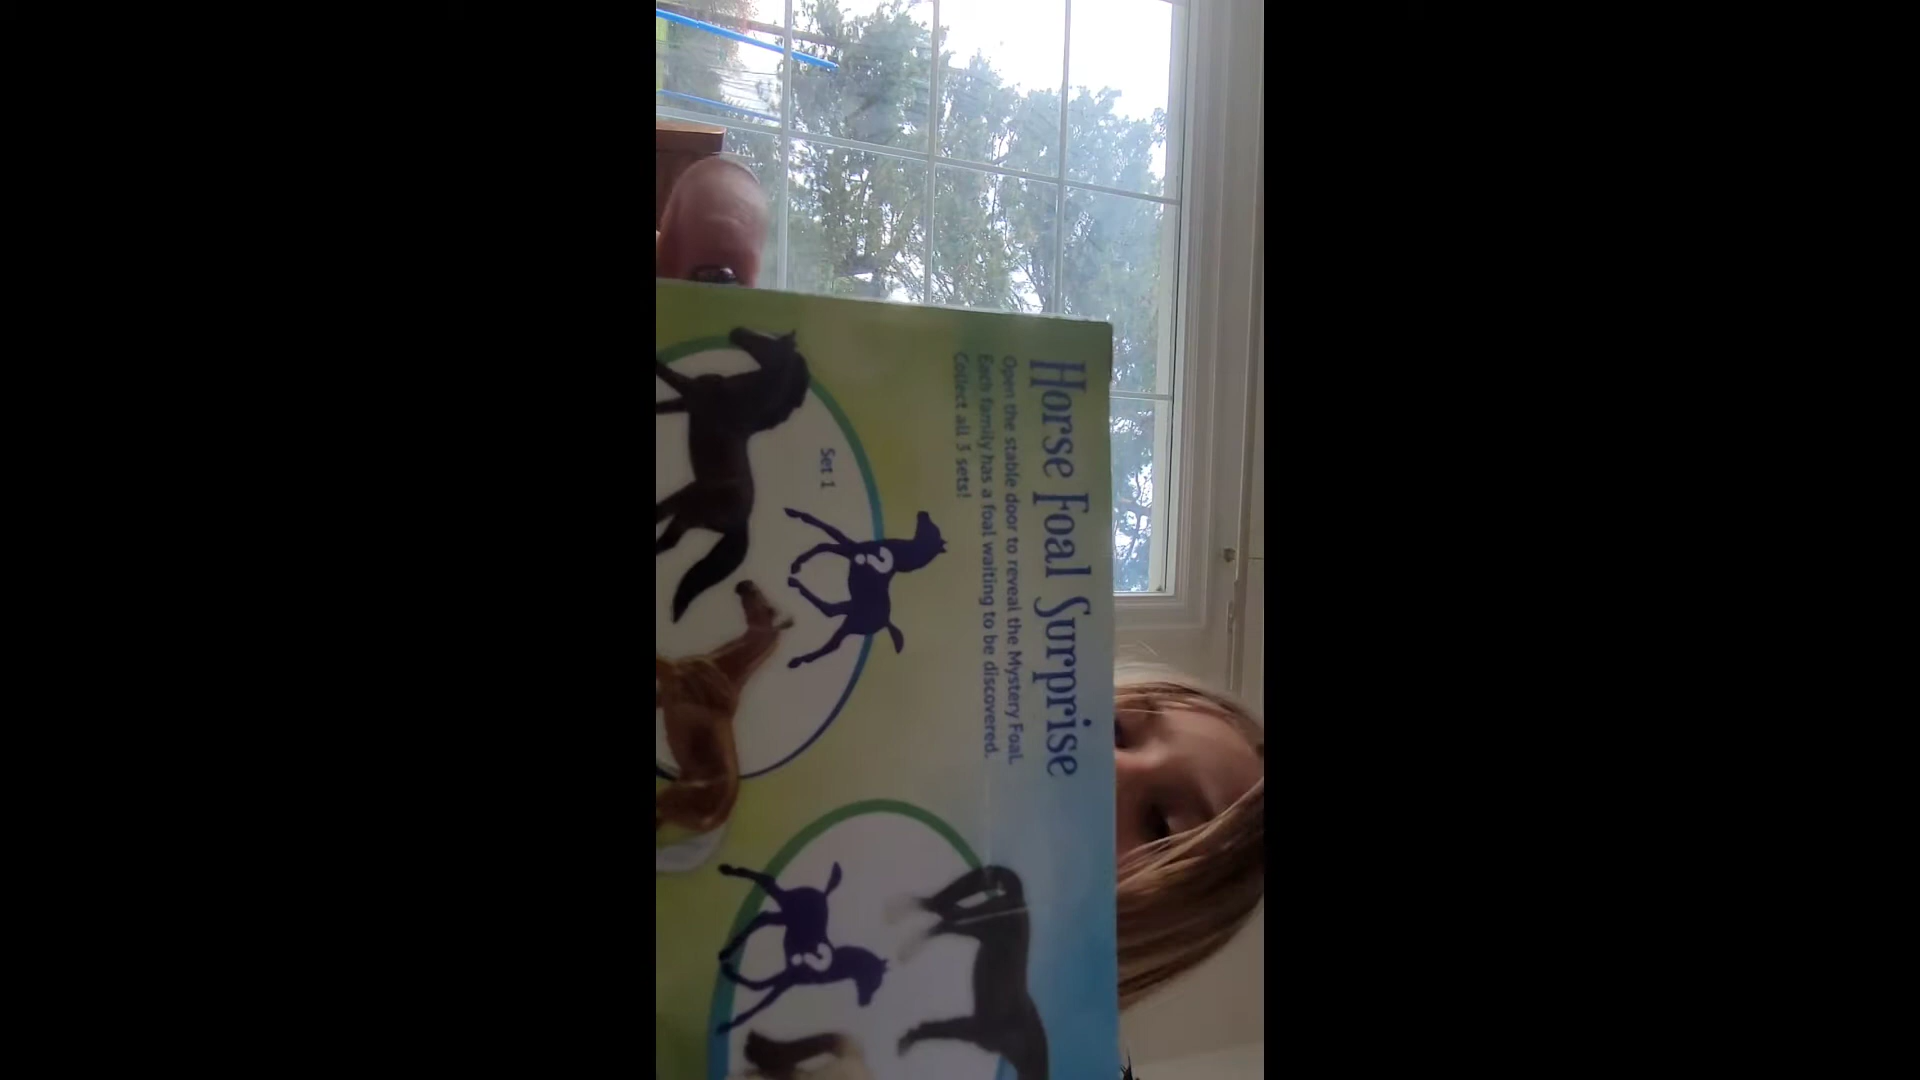 Horse Foal Surprise
Open the stable door to reveal the Mystery Foal.
Each family has a foal waiting to be discovered.
Collect all 3 sets!
Set 1
?
?